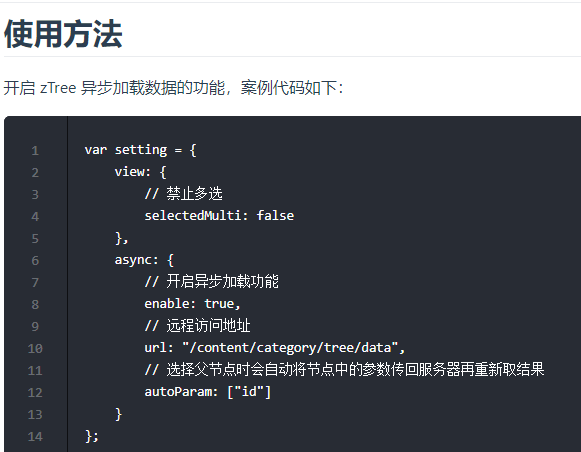 使用方法
开启 zTree 异步加载数据的功能，案例代码如下：
1 var setting = {
2     view: {
3         // 禁止多选
4         selectedMulti: false
5     },
6     async: {
7         // 开启异步加载功能
8         enable: true,
9         // 远程访问地址
10         url: "/content/category/tree/data",
11         // 选择父节点时会自动将节点中的参数传回服务器再重新取结果
12         autoParam: ["id"]
13     }
14 };